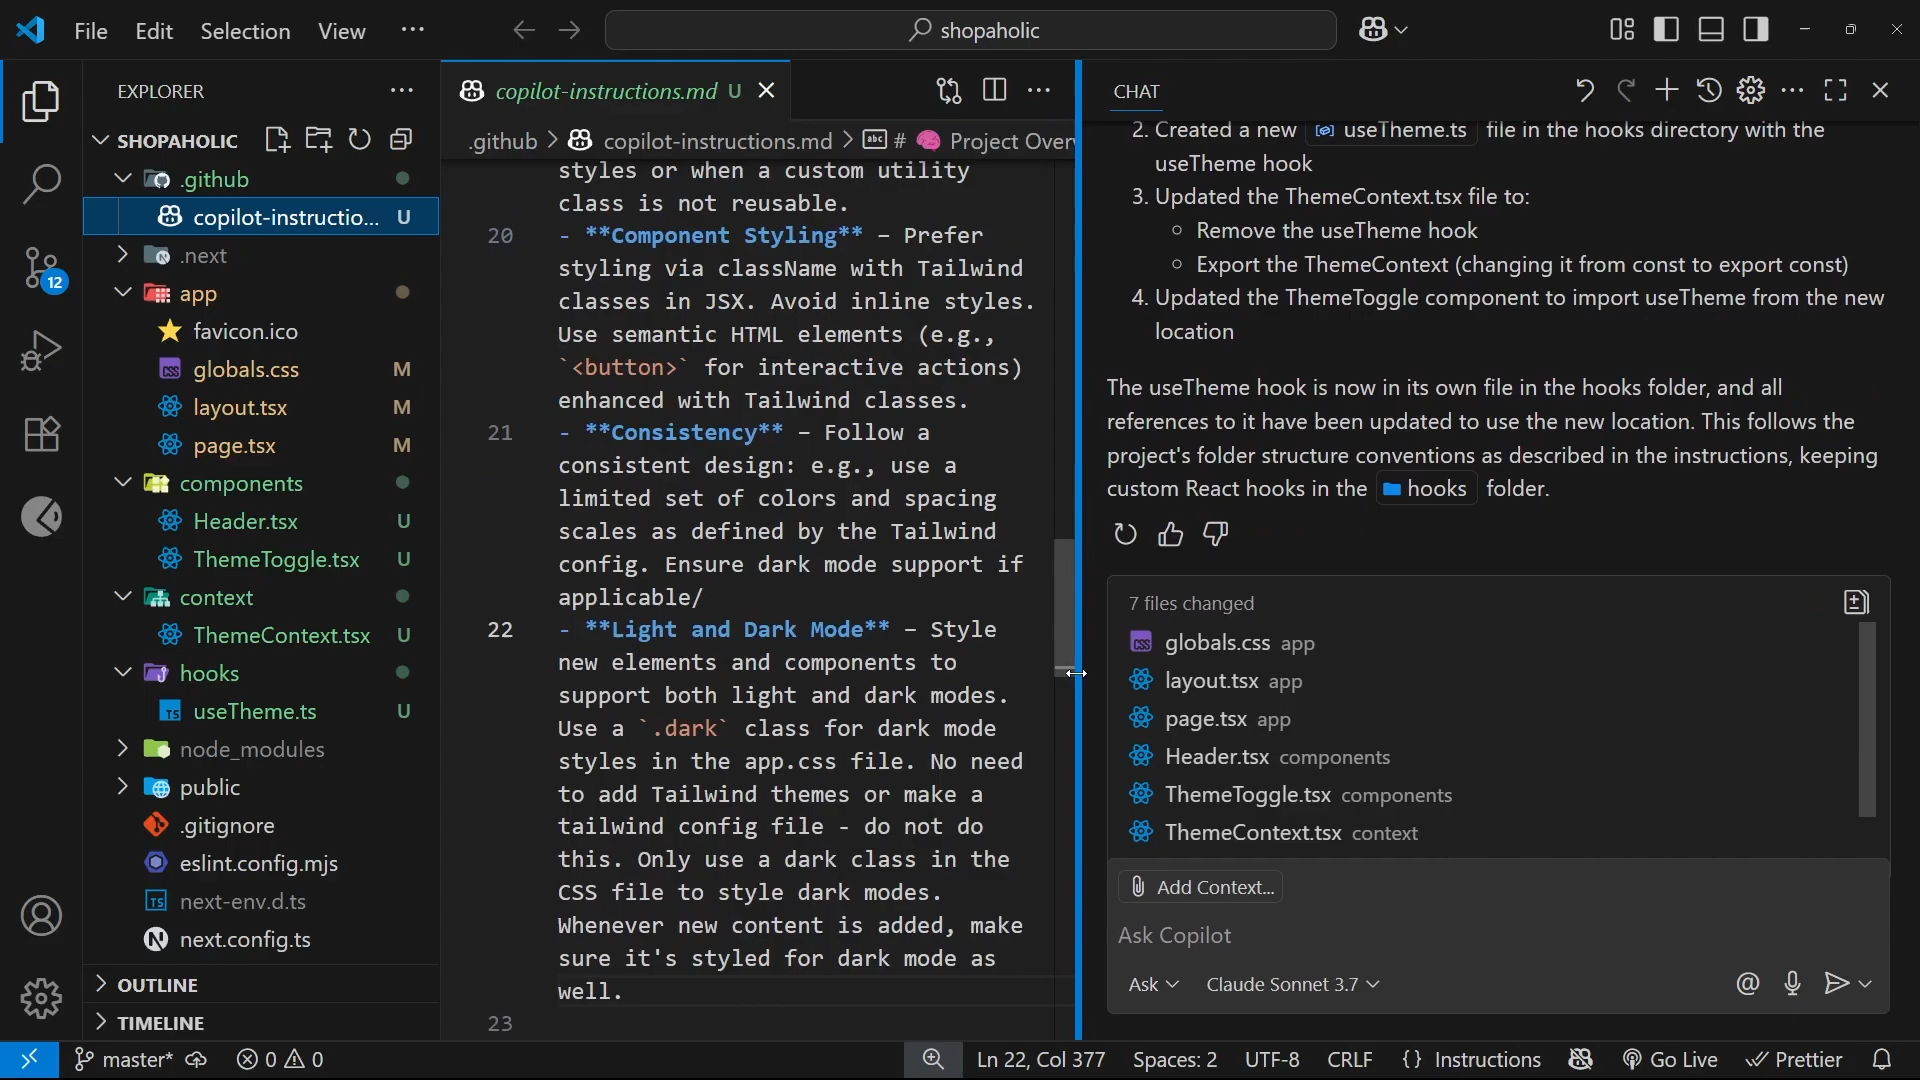 File Edit Selection View ··· shopaholic
EXPLORER ···
SHOPAHOLIC
.github
copilot-instructio... U
.next
app
favicon.ico
globals.css M
layout.tsx M
page.tsx M
components
Header.tsx U
ThemeToggle.tsx U
context
ThemeContext.tsx U
hooks
useTheme.ts U
node_modules
public
.gitignore
eslint.config.mjs
next-env.d.ts
next.config.ts
OUTLINE
TIMELINE
12
copilot-instructions.md U
.github > copilot-instructions.md > # 🧠 Project Overv
styles or when a custom utility
class is not reusable.
20 - **Component Styling** – Prefer
styling via className with Tailwind
classes in JSX. Avoid inline styles.
Use semantic HTML elements (e.g.,
`<button>` for interactive actions)
enhanced with Tailwind classes.
21 - **Consistency** – Follow a
consistent design: e.g., use a
limited set of colors and spacing
scales as defined by the Tailwind
config. Ensure dark mode support if
applicable/
22 - **Light and Dark Mode** – Style
new elements and components to
support both light and dark modes.
Use a `.dark` class for dark mode
styles in the app.css file. No need
to add Tailwind themes or make a
tailwind config file - do not do
this. Only use a dark class in the
CSS file to style dark modes.
Whenever new content is added, make
sure it's styled for dark mode as
well.
23
CHAT
2. Created a new useTheme.ts file in the hooks directory with the
useTheme hook
3. Updated the ThemeContext.tsx file to:
Remove the useTheme hook
Export the ThemeContext (changing it from const to export const)
4. Updated the ThemeToggle component to import useTheme from the new
location
The useTheme hook is now in its own file in the hooks folder, and all
references to it have been updated to use the new location. This follows the
project's folder structure conventions as described in the instructions, keeping
custom React hooks in the hooks folder.
7 files changed
globals.css app
layout.tsx app
page.tsx app
Header.tsx components
ThemeToggle.tsx components
ThemeContext.tsx context
Add Context...
Ask Copilot
Ask Claude Sonnet 3.7
master* 0 0 Ln 22, Col 377 Spaces: 2 UTF-8 CRLF {} Instructions Go Live Prettier